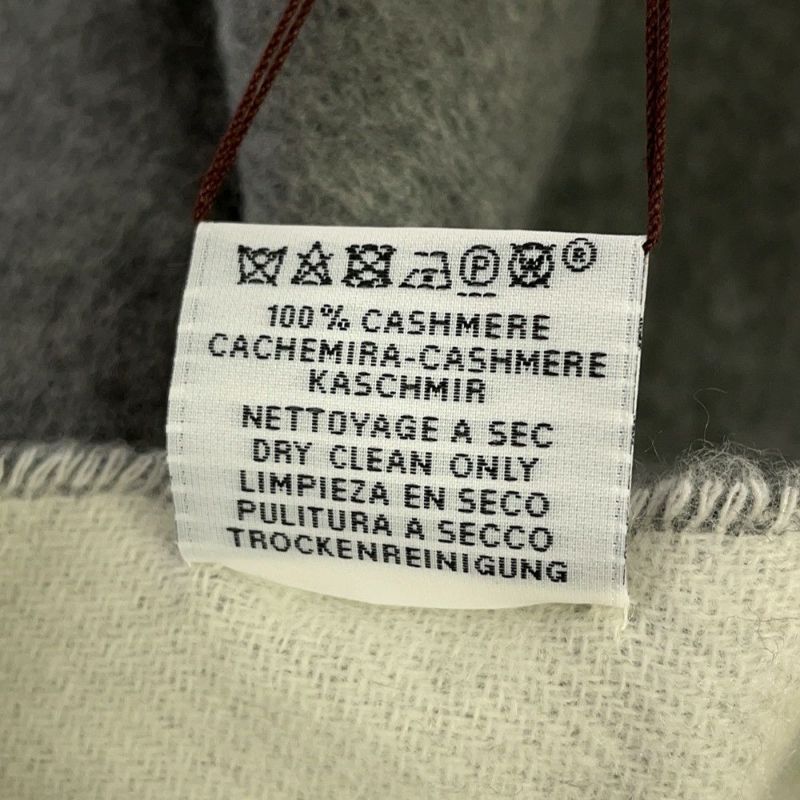 P W ®
100% CASHMERE
CACHEMIRA-CASHMERE
KASCHMIR
NETTOYAGE A SEC
DRY CLEAN ONLY
LIMPIEZA EN SECO
PULITURA A SECCO
TROCKENREINIGUNG